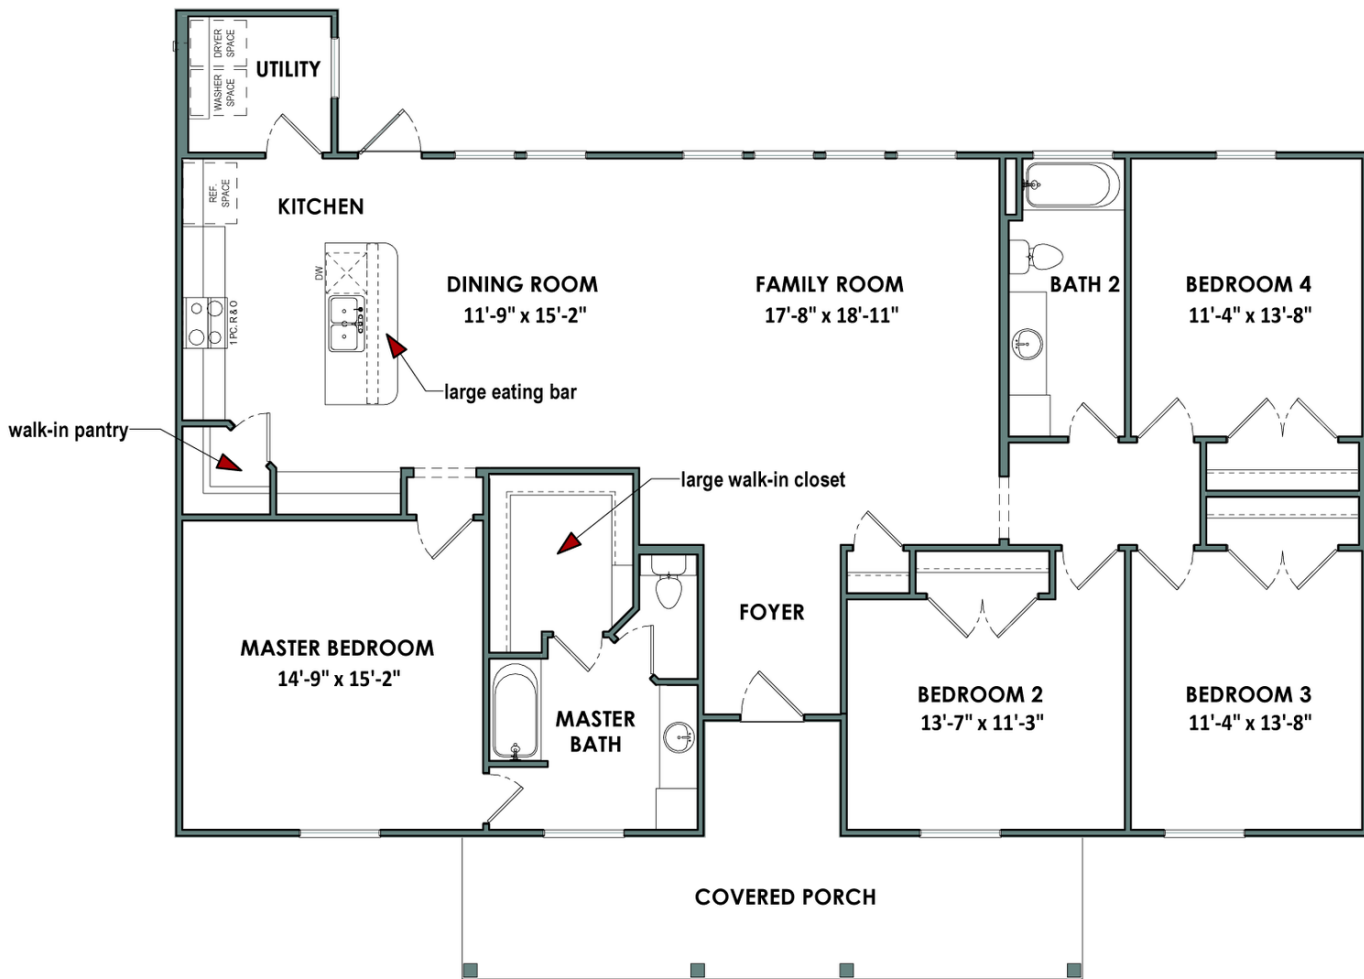 DRYER
SPACE
WASHER
SPACE
UTILITY
REF.
SPACE
KITCHEN
DW
1 PC. R & O
DINING ROOM
11'-9" x 15'-2"
FAMILY ROOM
17'-8" x 18'-11"
BATH 2
BEDROOM 4
11'-4" x 13'-8"
large eating bar
walk-in pantry
large walk-in closet
FOYER
MASTER BEDROOM
14'-9" x 15'-2"
MASTER
BATH
BEDROOM 2
13'-7" x 11'-3"
BEDROOM 3
11'-4" x 13'-8"
COVERED PORCH